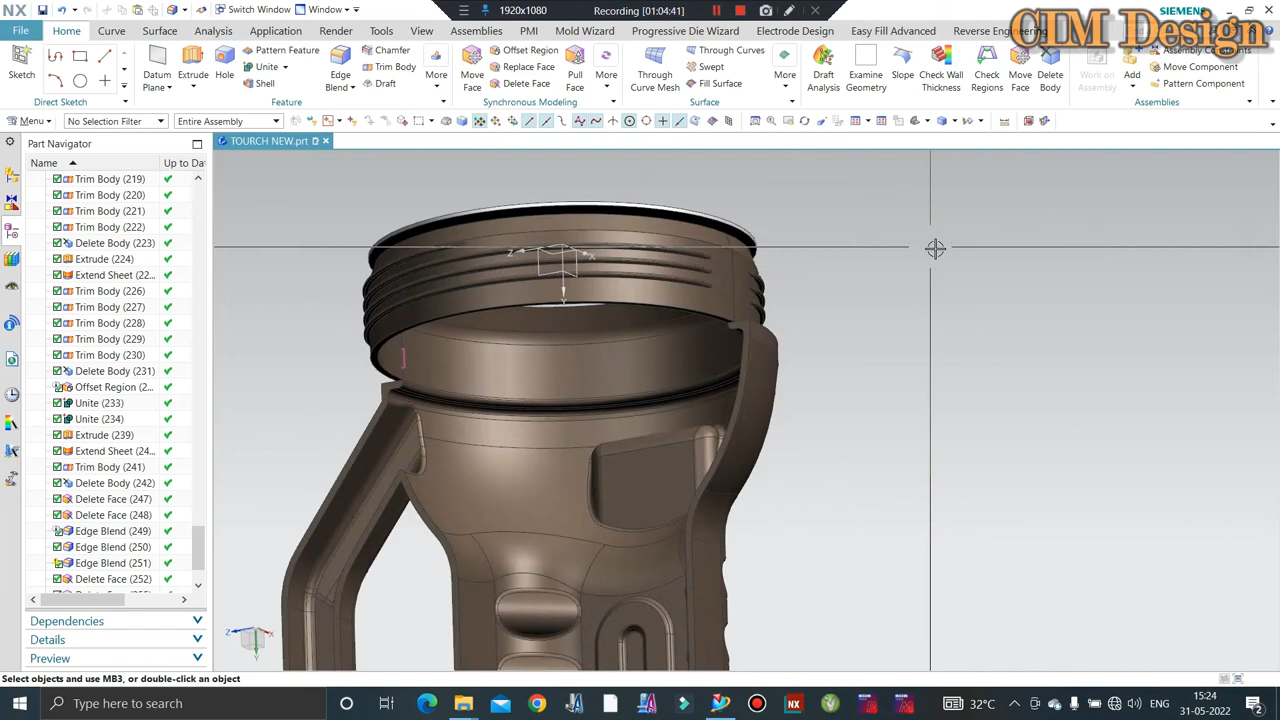 NX
Switch Window
Window
1920x1080
Recording [01:04:41]
SIEMENS
CIM Design
File
Home
Curve
Surface
Analysis
Application
Render
Tools
View
Assemblies
PMI
Mold Wizard
Progressive Die Wizard
Electrode Design
Easy Fill Advanced
Reverse Engineering
Sketch
Datum Plane
Extrude
Hole
Pattern Feature
Unite
Shell
Edge Blend
Chamfer
Trim Body
Draft
More
Move Face
Offset Region
Replace Face
Delete Face
Pull Face
More
Through Curve Mesh
Through Curves
Swept
Fill Surface
More
Draft Analysis
Examine Geometry
Slope
Check Wall Thickness
Check Regions
Move Face
Delete Body
Work on Assembly
Add
Assembly Constraints
Move Component
Pattern Component
Direct Sketch
Feature
Synchronous Modeling
Surface
Assemblies
Menu
No Selection Filter
Entire Assembly
Part Navigator
TOURCH NEW.prt
Name
Up to Da
Trim Body (219)
Trim Body (220)
Trim Body (221)
Trim Body (222)
Delete Body (223)
Extrude (224)
Extend Sheet (22...
Trim Body (226)
Trim Body (227)
Trim Body (228)
Trim Body (229)
Trim Body (230)
Delete Body (231)
Offset Region (2...
Unite (233)
Unite (234)
Extrude (239)
Extend Sheet (24...
Trim Body (241)
Delete Body (242)
Delete Face (247)
Delete Face (248)
Edge Blend (249)
Edge Blend (250)
Edge Blend (251)
Delete Face (252)
Dependencies
Details
Preview
Z
X
Y
Z
X
Y
Select objects and use MB3, or double-click an object
Type here to search
32°C
ENG
15:24
31-05-2022